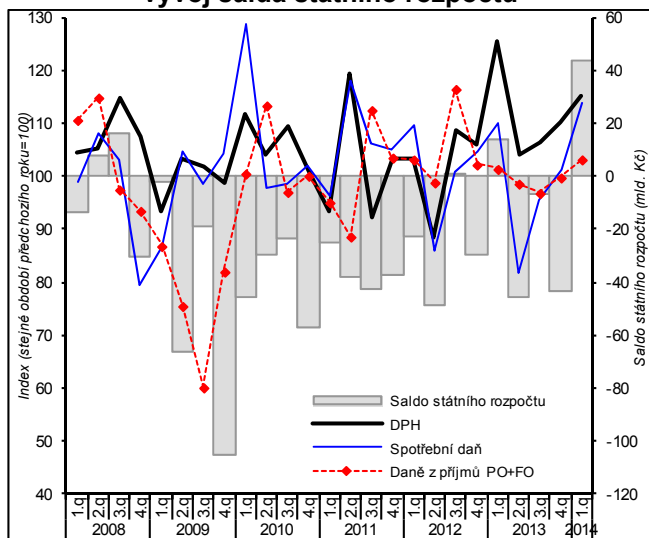 Vývoj salda státního rozpočtu
130
120
110
100
90
80
70
60
50
40
Index (stejné období předchozího roku=100)
60
40
20
0
-20
-40
-60
-80
-100
-120
Saldo státního rozpočtu (mld. Kč)
Saldo státního rozpočtu
DPH
Spotřební daň
Daně z příjmů PO+FO
1.q 2.q 3.q 4.q 1.q 2.q 3.q 4.q 1.q 2.q 3.q 4.q 1.q 2.q 3.q 4.q 1.q 2.q 3.q 4.q 1.q 2.q 3.q 4.q 1.q
2008 2009 2010 2011 2012 2013 2014